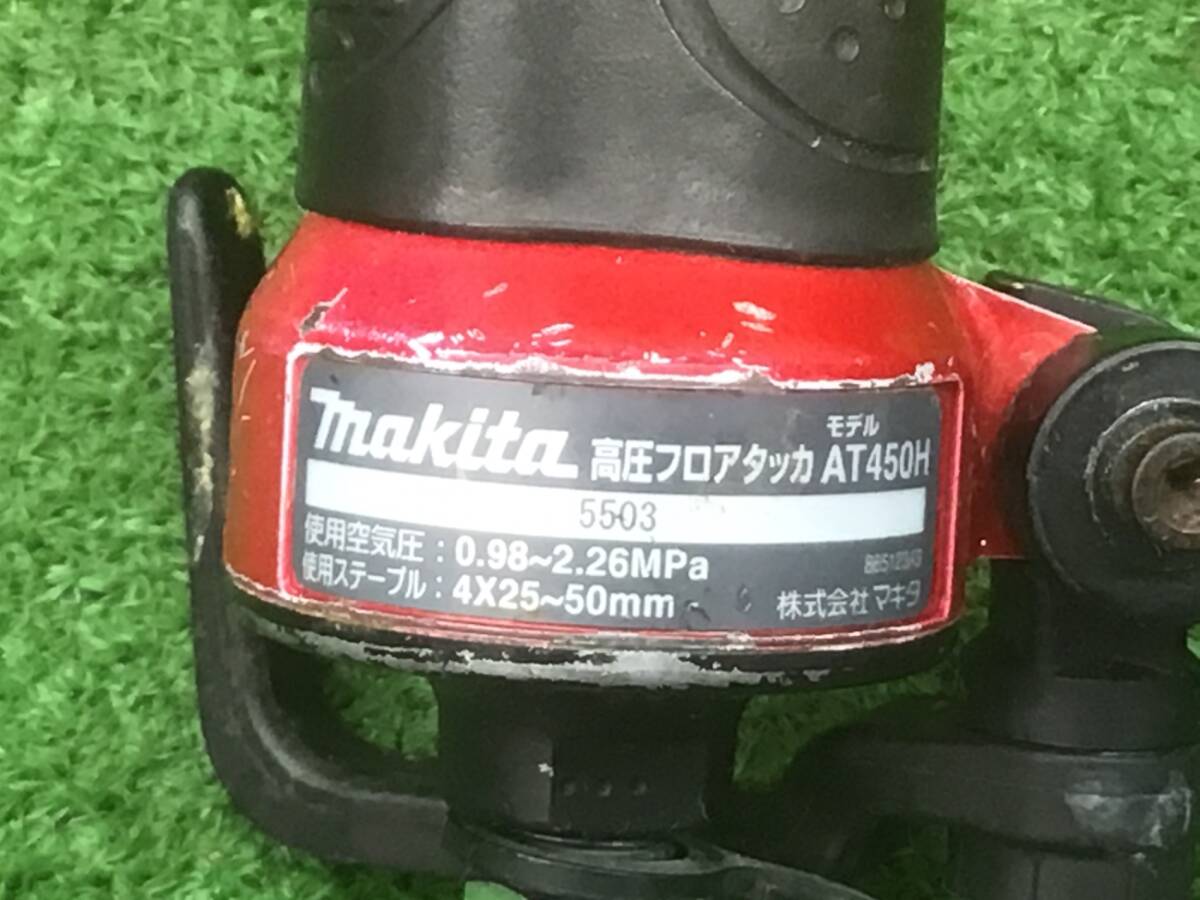 makita 高圧フロアタッカ モデル AT450H
5503
使用空気圧：0.98~2.26MPa
使用ステープル：4X25~50mm
株式会社マキタ